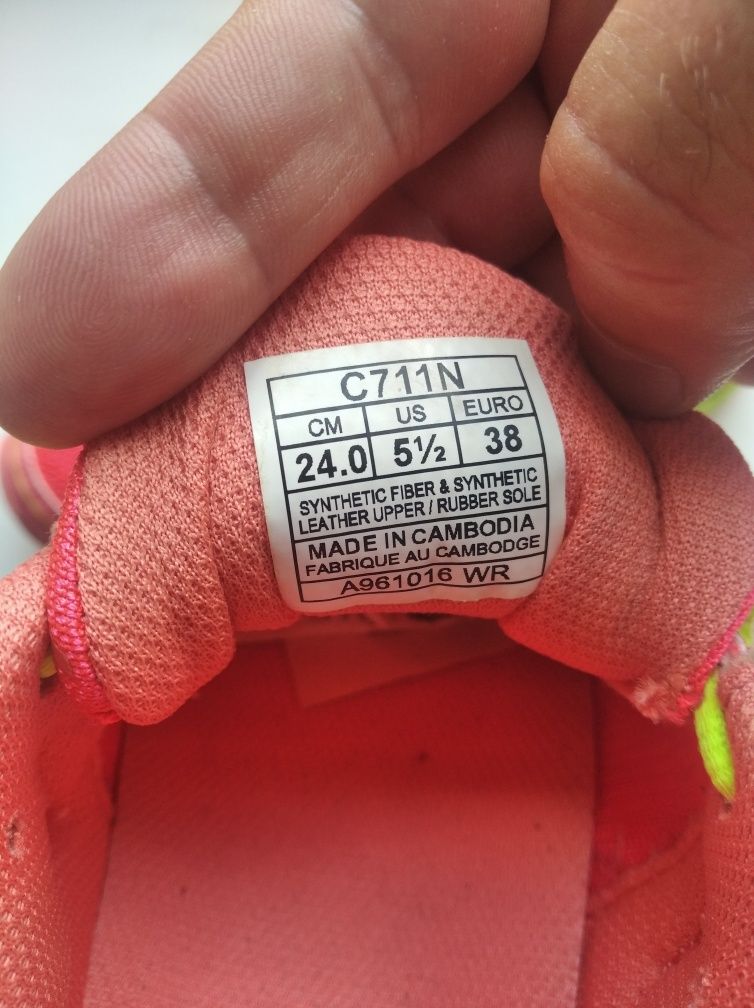 C711N
CM US EURO
24.0 5½ 38
SYNTHETIC FIBER & SYNTHETIC
LEATHER UPPER / RUBBER SOLE
MADE IN CAMBODIA
FABRIQUE AU CAMBODGE
A961016 WR